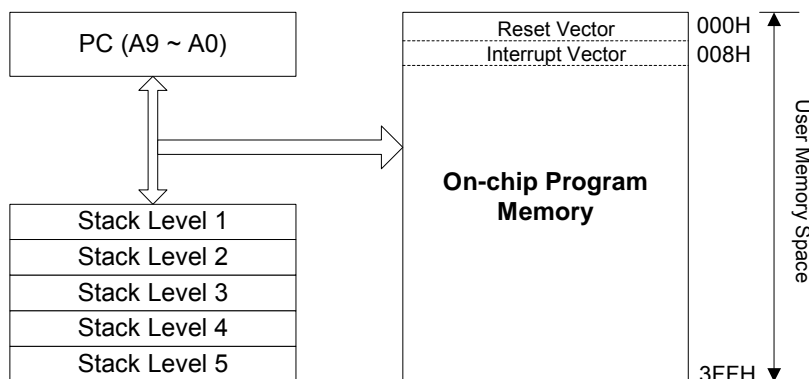 PC (A9 ~ A0)
Reset Vector
000H
Interrupt Vector
008H
On-chip Program
Memory
User Memory Space
Stack Level 1
Stack Level 2
Stack Level 3
Stack Level 4
Stack Level 5
3FFH